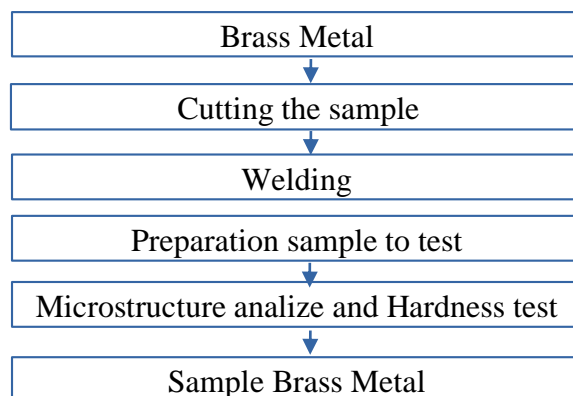 Brass Metal
Cutting the sample
Welding
Preparation sample to test
Microstructure analize and Hardness test
Sample Brass Metal